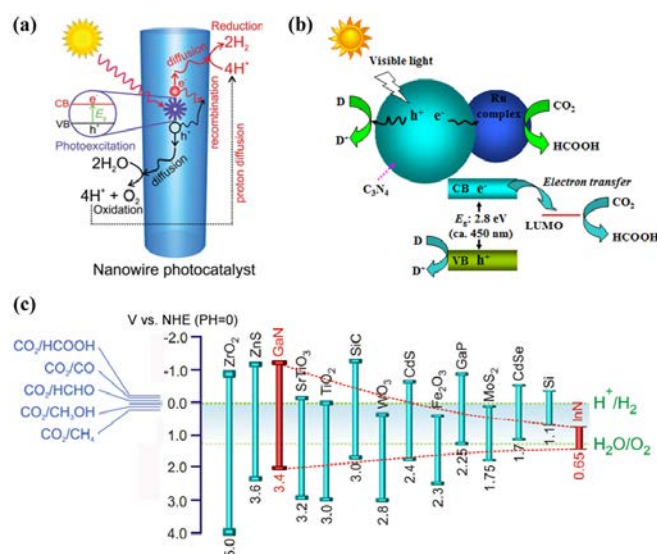 (a)
Reduction
2H₂
4H⁺
diffusion
e⁻
recombination
CB e⁻
E
VB h⁺
h⁺
Photoexcitation
2H₂O
diffusion
4H⁺ + O₂
Oxidation
proton diffusion
Nanowire photocatalyst
(b)
Visible light
D
D⁺
h⁺ e⁻
Ru
complex
CO₂
HCOOH
C₃N₄
CB e⁻
Electron transfer
CO₂
Eg: 2.8 eV
(ca. 450 nm)
LUMO
HCOOH
D
D⁺
VB h⁺
(c)
V vs. NHE (PH=0)
CO₂/HCOOH
CO₂/CO
CO₂/HCHO
CO₂/CH₃OH
CO₂/CH₄
-2.0
-1.0
0.0
1.0
2.0
3.0
4.0
ZrO₂
ZnS
GaN
SrTiO₃
TiO₂
SiC
WO₃
CdS
Fe₂O₃
GaP
MoS₂
CdSe
Si
InN
H⁺/H₂
H₂O/O₂
5.0
3.6
3.4
3.2
3.0
3.0
2.8
2.4
2.3
2.25
1.75
1.7
1.1
0.65